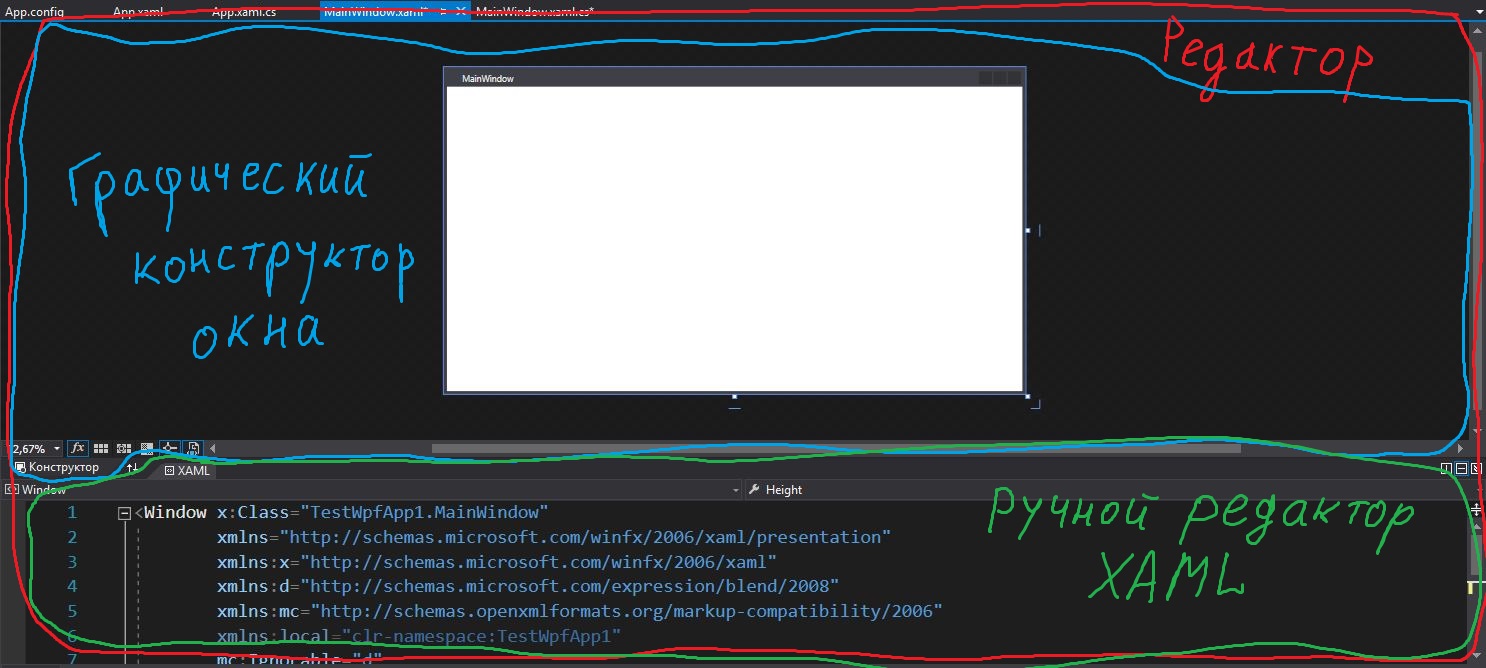 App.config App.xaml App.xaml.cs MainWindow.xaml* MainWindow.xaml.cs*
Редактор
MainWindow
Графический
конструктор
окна
2,67% fx
Конструктор XAML
Window Height
Ручной редактор
XAML
1 <Window x:Class="TestWpfApp1.MainWindow"
2 xmlns="http://schemas.microsoft.com/winfx/2006/xaml/presentation"
3 xmlns:x="http://schemas.microsoft.com/winfx/2006/xaml"
4 xmlns:d="http://schemas.microsoft.com/expression/blend/2008"
5 xmlns:mc="http://schemas.openxmlformats.org/markup-compatibility/2006"
6 xmlns:local="clr-namespace:TestWpfApp1"
7 mc:Ignorable="d"